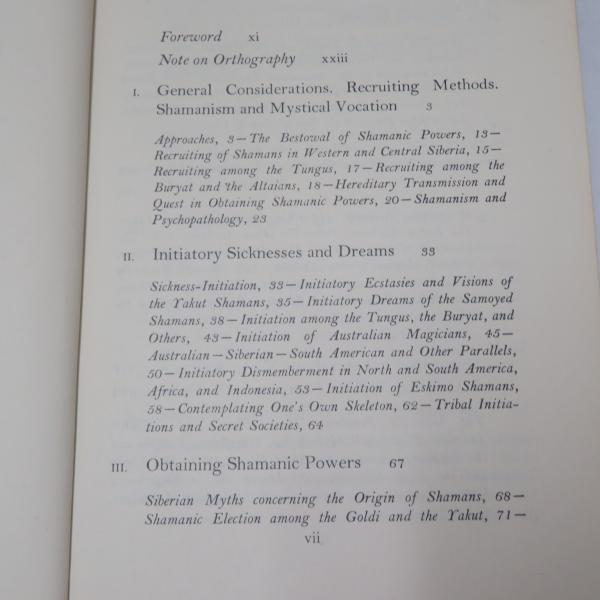 Foreword xi
Note on Orthography xxiii
I. General Considerations. Recruiting Methods.
Shamanism and Mystical Vocation 3
Approaches, 3—The Bestowal of Shamanic Powers, 13—
Recruiting of Shamans in Western and Central Siberia, 15—
Recruiting among the Tungus, 17—Recruiting among the
Buryat and the Altaians, 18—Hereditary Transmission and
Quest in Obtaining Shamanic Powers, 20—Shamanism and
Psychopathology, 23
II. Initiatory Sicknesses and Dreams 33
Sickness-Initiation, 33—Initiatory Ecstasies and Visions of
the Yakut Shamans, 35—Initiatory Dreams of the Samoyed
Shamans, 38—Initiation among the Tungus, the Buryat, and
Others, 43—Initiation of Australian Magicians, 45—
Australian—Siberian—South American and Other Parallels,
50—Initiatory Dismemberment in North and South America,
Africa, and Indonesia, 53—Initiation of Eskimo Shamans,
58—Contemplating One's Own Skeleton, 62—Tribal Initia-
tions and Secret Societies, 64
III. Obtaining Shamanic Powers 67
Siberian Myths concerning the Origin of Shamans, 68—
Shamanic Election among the Goldi and the Yakut, 71—
vii